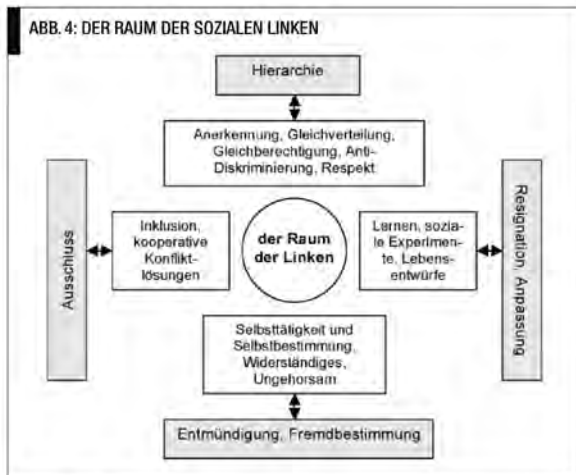 ABB. 4: DER RAUM DER SOZIALEN LINKEN
Hierarchie
Anerkennung, Gleichverteilung,
Gleichberechtigung, Anti-
Diskriminierung, Respekt
Ausschluss
Inklusion,
kooperative
Konflikt-
lösungen
der Raum
der Linken
Lernen, sozia-
le Experimen-
te, Lebens-
entwürfe
Resignation, Anpassung
Selbsttätigkeit und
Selbstbestimmung,
Widerständiges,
Ungehorsam
Entmündigung, Fremdbestimmung